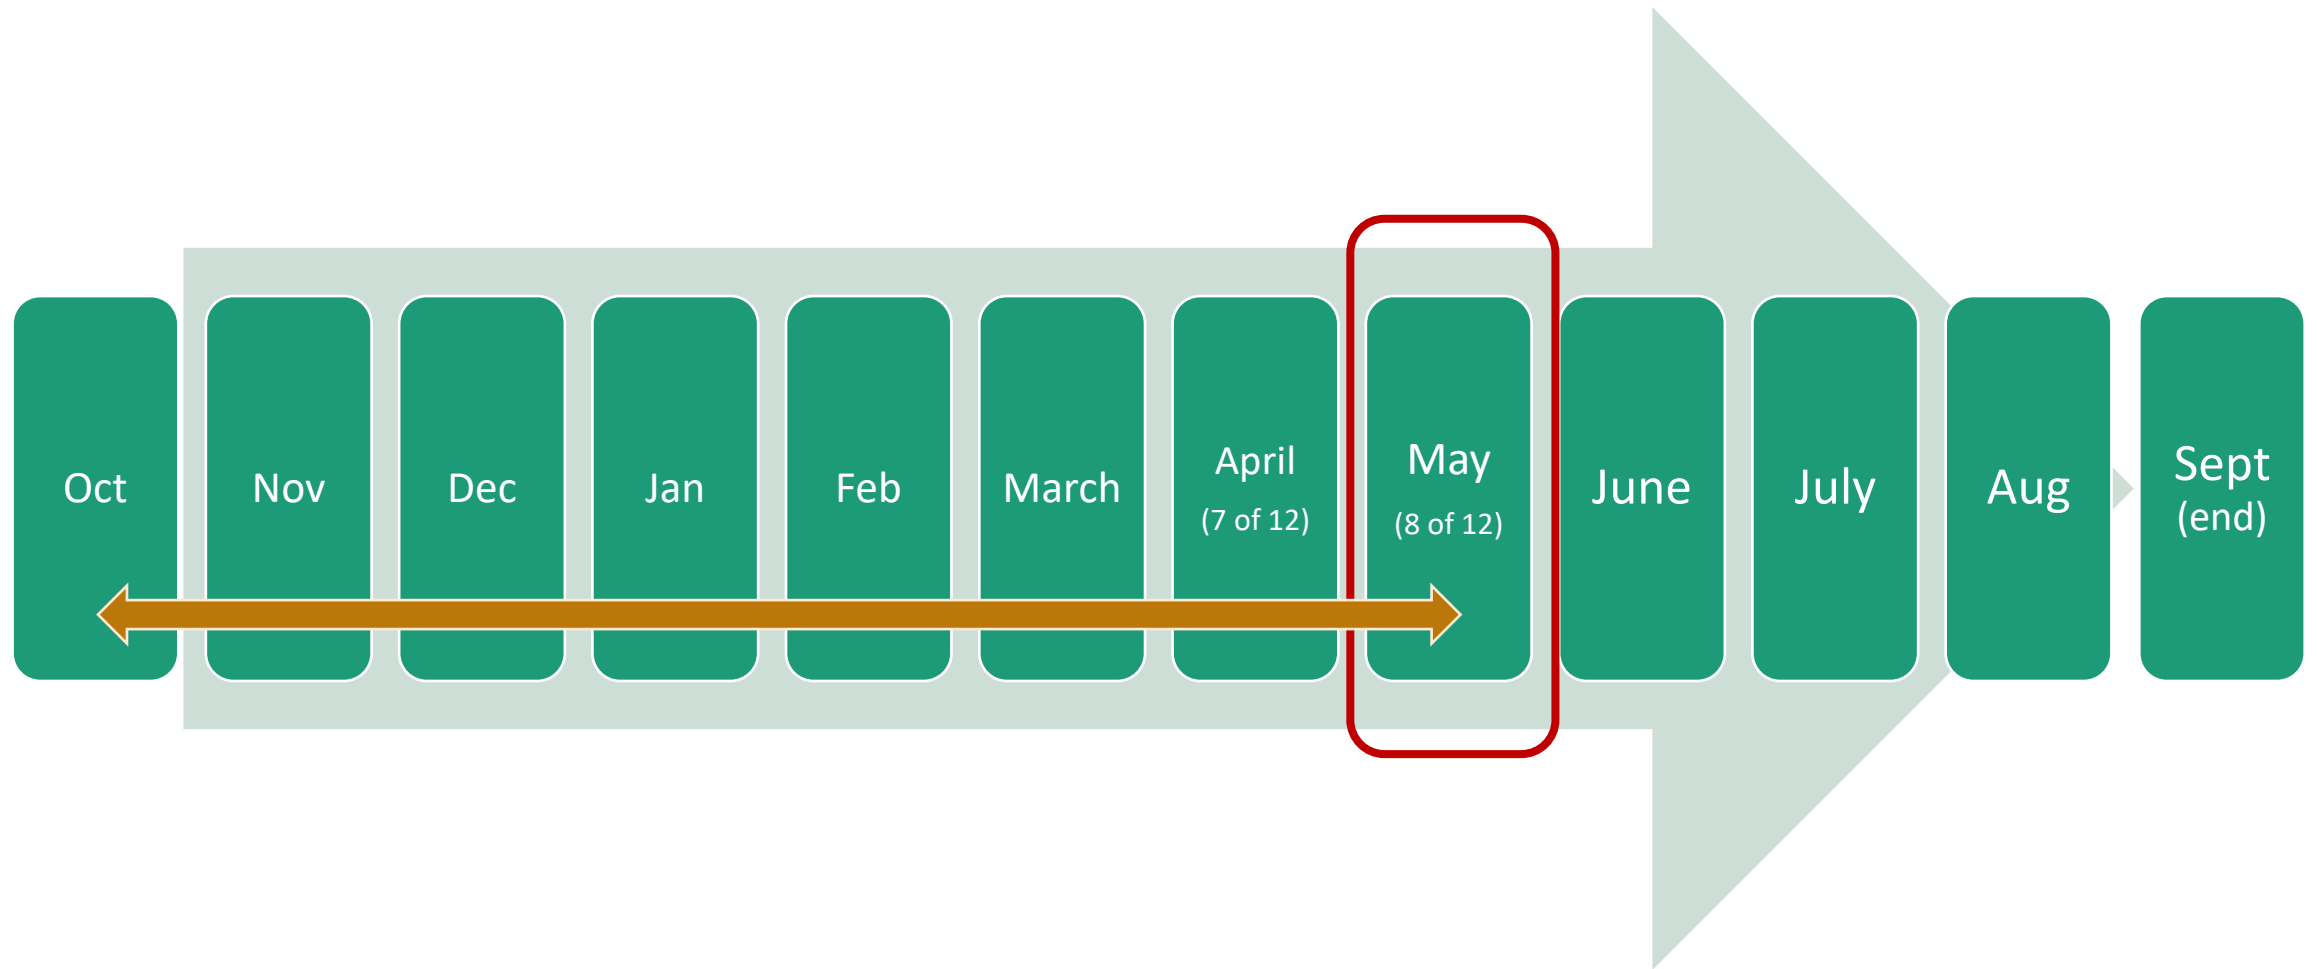 Oct
Nov
Dec
Jan
Feb
March
April
(7 of 12)
May
(8 of 12)
June
July
Aug
Sept
(end)